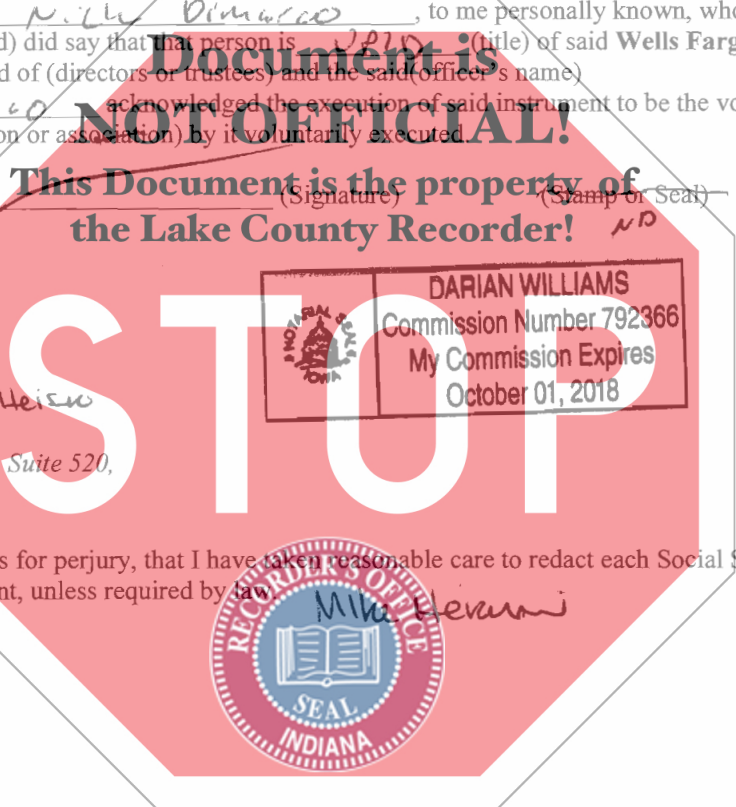 , to me personally known, who
d) did say that that person is VPLD (title) of said Wells Farg
d of (directors or trustees) and the said(officer's name)
acknowledged the execution of said instrument to be the vo
on or association) by it voluntarily executed.
Document is
NOT OFFICIAL!
This Document is the property of
the Lake County Recorder!
(Signature) (Stamp or Seal)
ND
DARIAN WILLIAMS
Commission Number 792366
My Commission Expires
October 01, 2018
STOP
Suite 520,
s for perjury, that I have taken reasonable care to redact each Social S
nt, unless required by law.
Mike
RECORDER'S OFFICE
SEAL
INDIANA